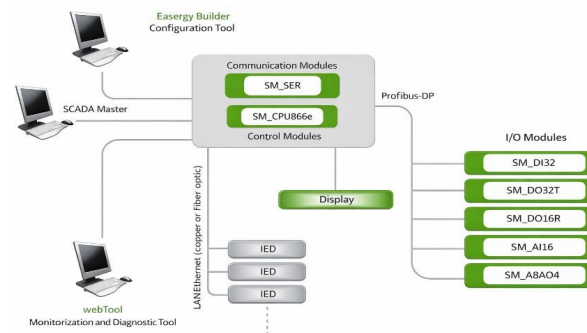 Easergy Builder
Configuration Tool
Communication Modules
SM_SER
Profibus-DP
SCADA Master
SM_CPU866e
Control Modules
I/O Modules
SM_DI32
SM_DO32T
SM_DO16R
SM_AI16
SM_A8AO4
Display
LAN Ethernet (copper or Fiber optic)
IED
IED
IED
webTool
Monitorization and Diagnostic Tool